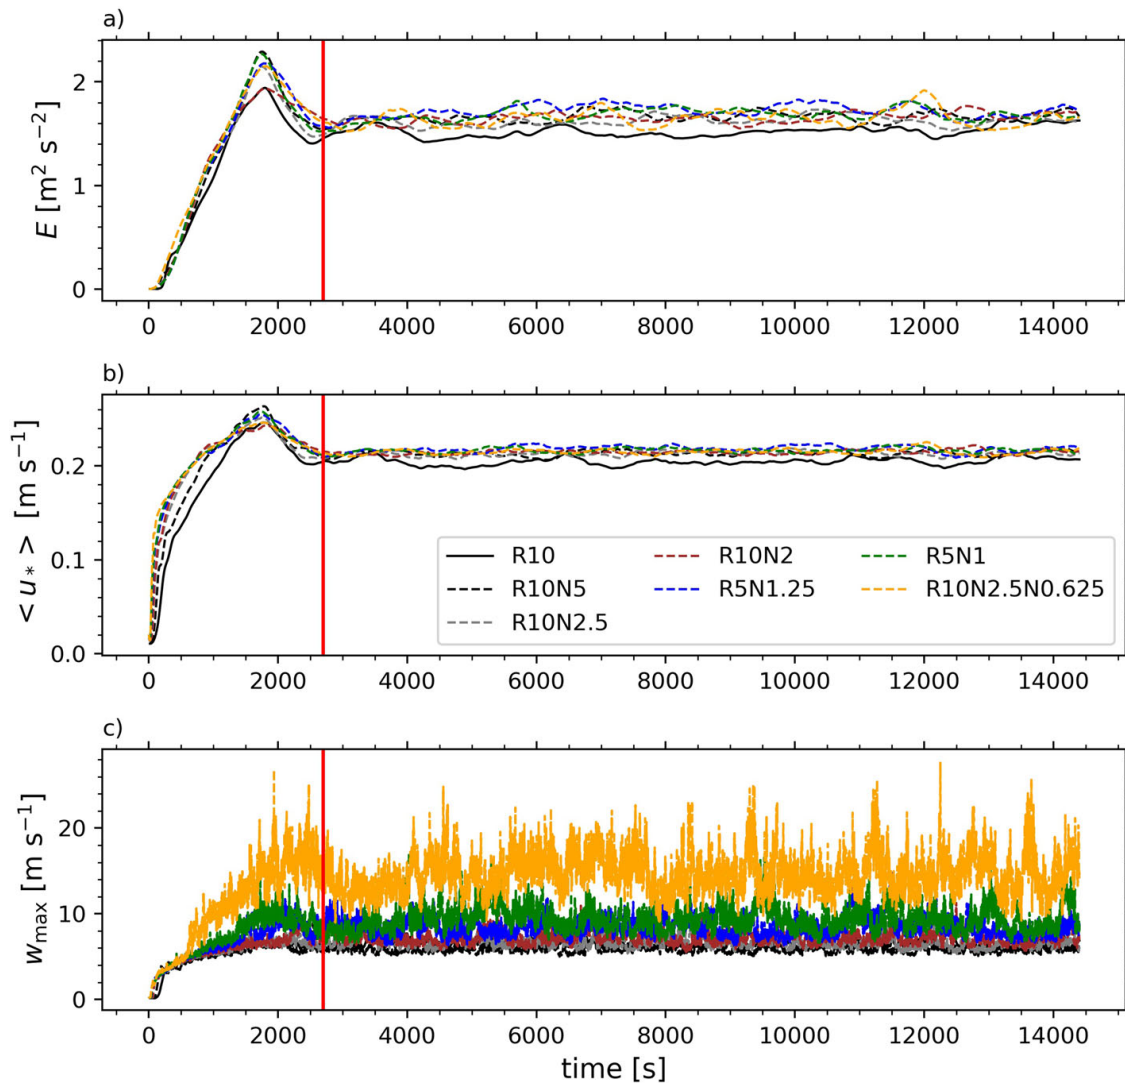 a)
2
1
0
E [m² s⁻²]
0 2000 4000 6000 8000 10000 12000 14000
b)
0.2
0.1
0.0
< u* > [m s⁻¹]
R10 R10N2 R5N1
R10N5 R5N1.25 R10N2.5N0.625
R10N2.5
0 2000 4000 6000 8000 10000 12000 14000
c)
20
10
0
w_max [m s⁻¹]
0 2000 4000 6000 8000 10000 12000 14000
time [s]